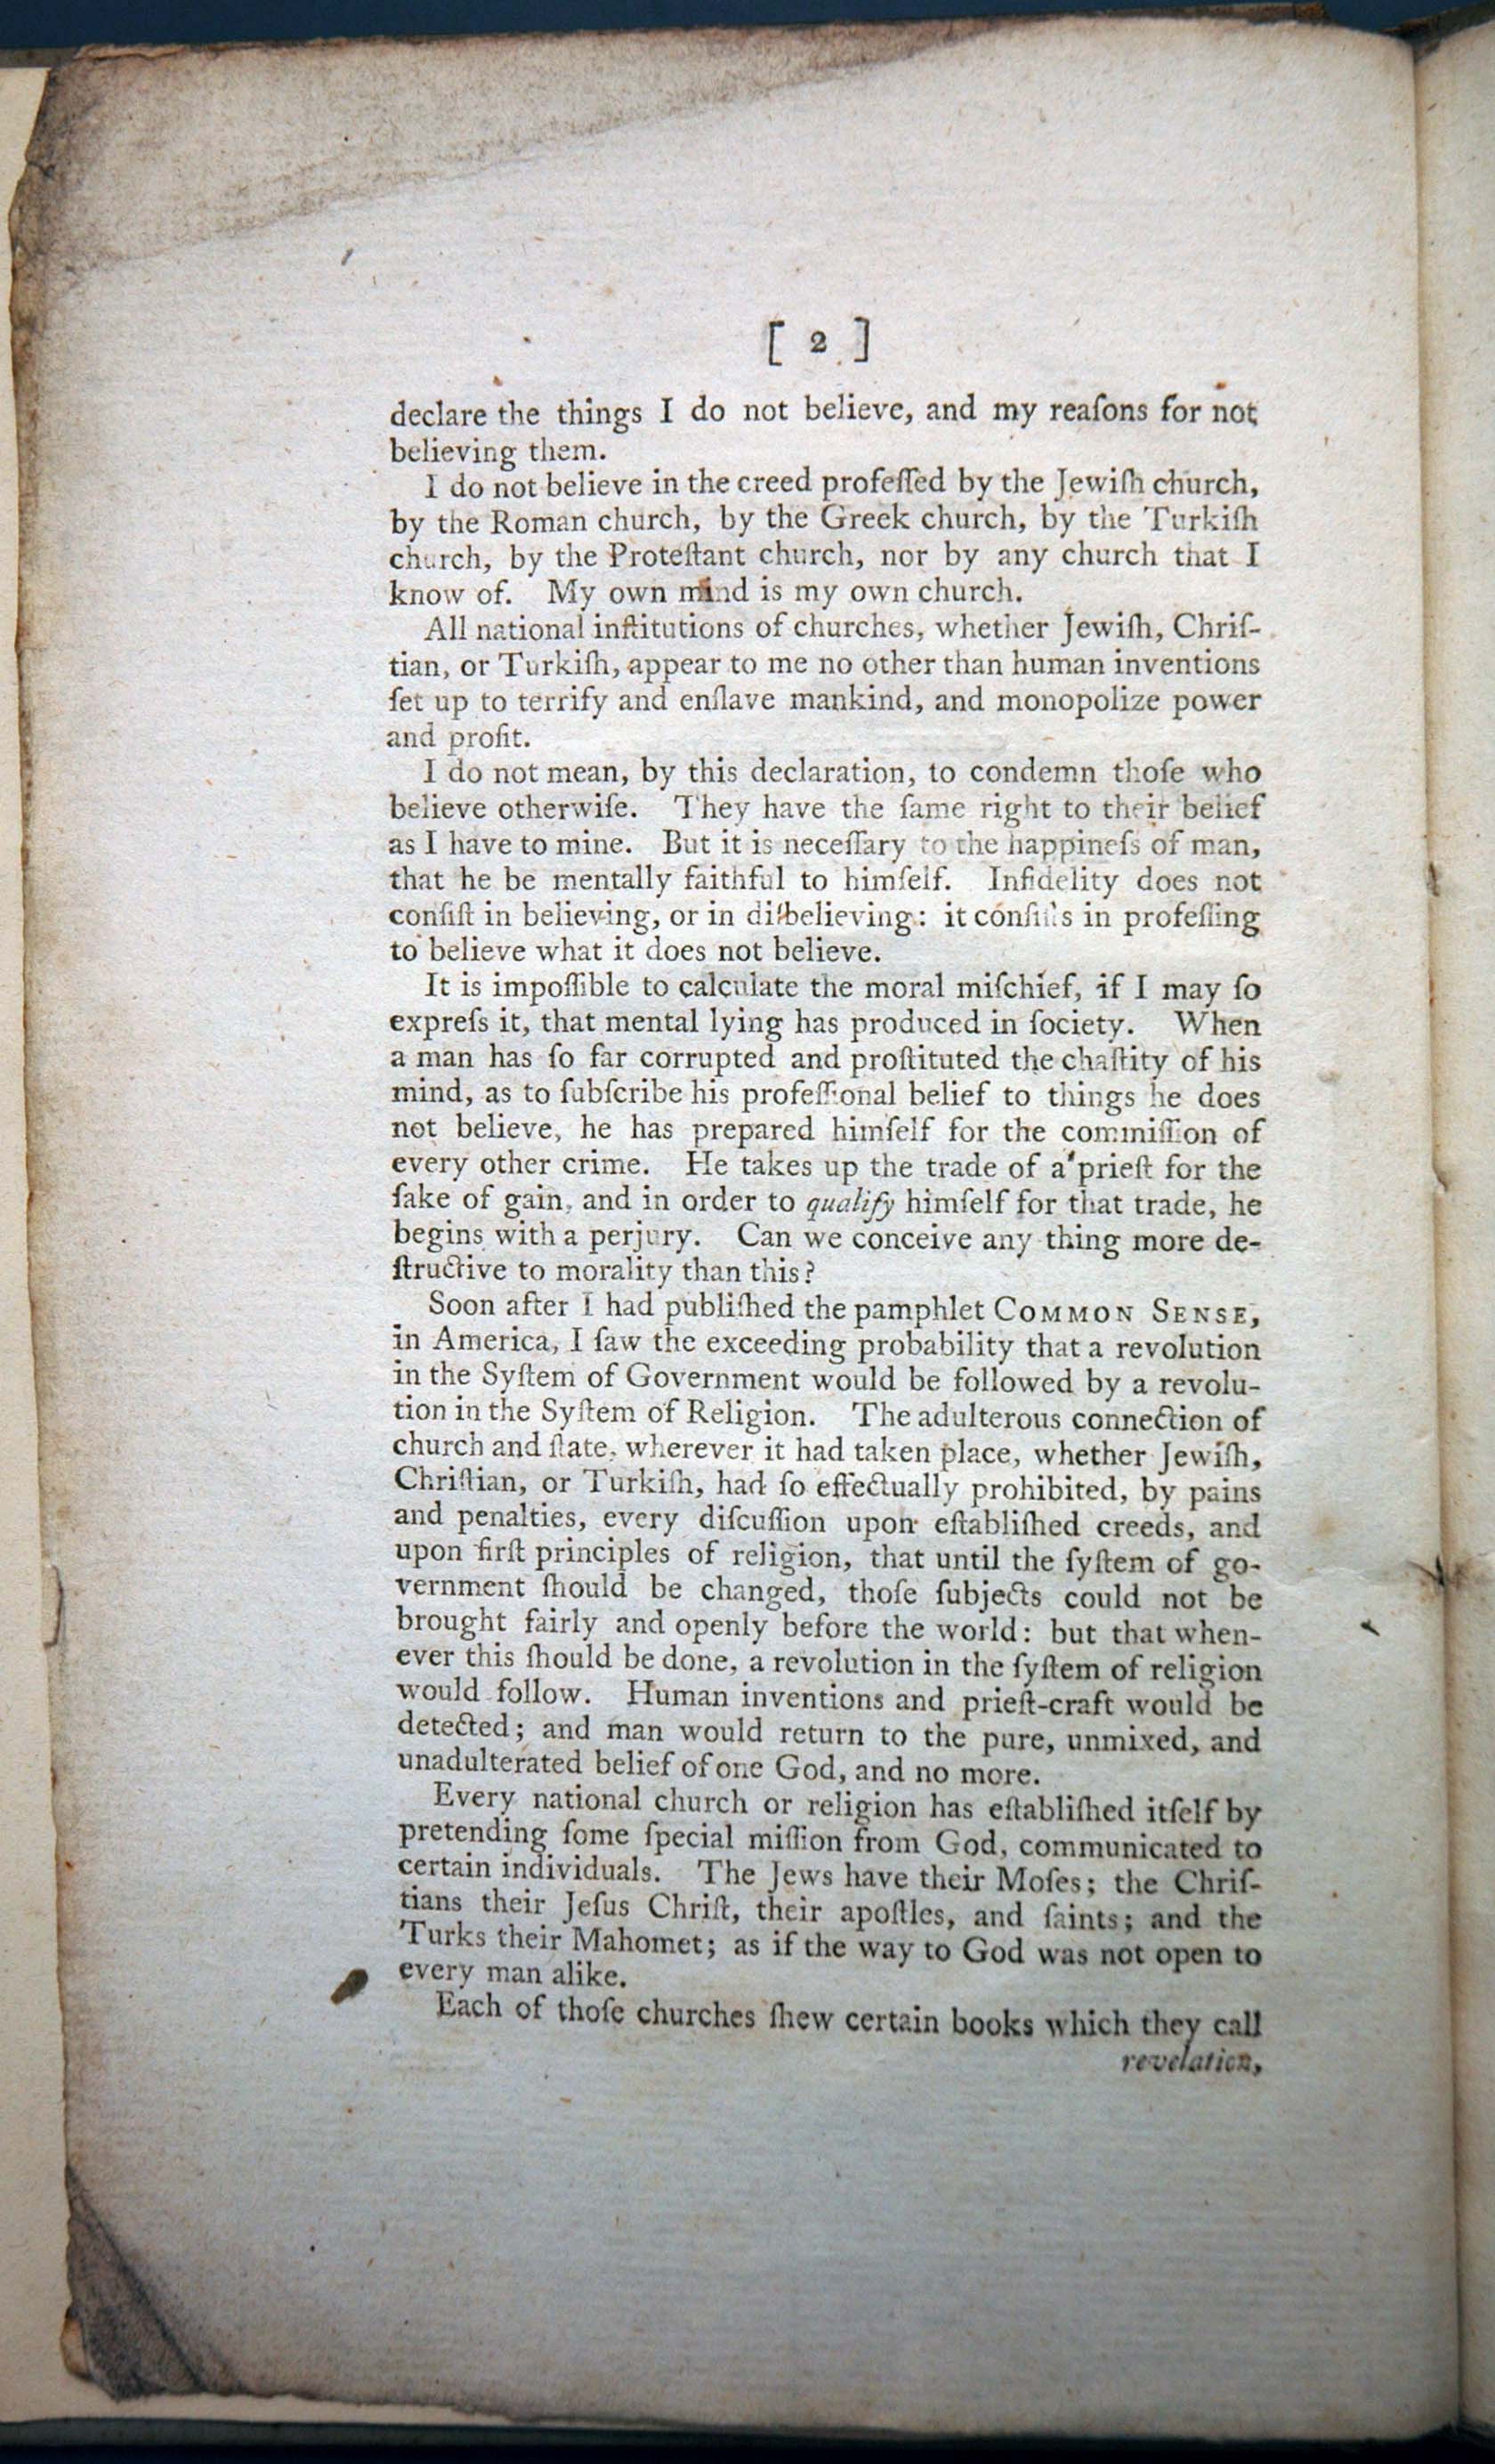 [ 2 ]
declare the things I do not believe, and my reaſons for not
believing them.
I do not believe in the creed profeſſed by the Jewiſh church,
by the Roman church, by the Greek church, by the Turkiſh
church, by the Proteſtant church, nor by any church that I
know of. My own mind is my own church.
All national inſtitutions of churches, whether Jewiſh, Chriſ-
tian, or Turkiſh, appear to me no other than human inventions
ſet up to terrify and enſlave mankind, and monopolize power
and profit.
I do not mean, by this declaration, to condemn thoſe who
believe otherwiſe. They have the ſame right to their belief
as I have to mine. But it is neceſſary to the happineſs of man,
that he be mentally faithful to himſelf. Infidelity does not
conſiſt in believing, or in diſbelieving: it conſiſts in profeſſing
to believe what it does not believe.
It is impoſſible to calculate the moral miſchief, if I may ſo
expreſs it, that mental lying has produced in ſociety. When
a man has ſo far corrupted and proſtituted the chaſtity of his
mind, as to ſubſcribe his profeſſional belief to things he does
not believe, he has prepared himſelf for the commiſſion of
every other crime. He takes up the trade of a prieſt for the
ſake of gain, and in order to qualify himſelf for that trade, he
begins with a perjury. Can we conceive any thing more de-
ſtructive to morality than this?
Soon after I had publiſhed the pamphlet COMMON SENSE,
in America, I ſaw the exceeding probability that a revolution
in the Syſtem of Government would be followed by a revolu-
tion in the Syſtem of Religion. The adulterous connection of
church and ſtate, wherever it had taken place, whether Jewiſh,
Chriſtian, or Turkiſh, had ſo effectually prohibited, by pains
and penalties, every diſcuſſion upon eſtabliſhed creeds, and
upon firſt principles of religion, that until the ſyſtem of go-
vernment ſhould be changed, thoſe ſubjects could not be
brought fairly and openly before the world: but that when-
ever this ſhould be done, a revolution in the ſyſtem of religion
would follow. Human inventions and prieſt-craft would be
detected; and man would return to the pure, unmixed, and
unadulterated belief of one God, and no more.
Every national church or religion has eſtabliſhed itſelf by
pretending ſome ſpecial miſſion from God, communicated to
certain individuals. The Jews have their Moſes; the Chriſ-
tians their Jeſus Chriſt, their apoſtles, and ſaints; and the
Turks their Mahomet; as if the way to God was not open to
every man alike.
Each of thoſe churches ſhew certain books which they call
revelation,